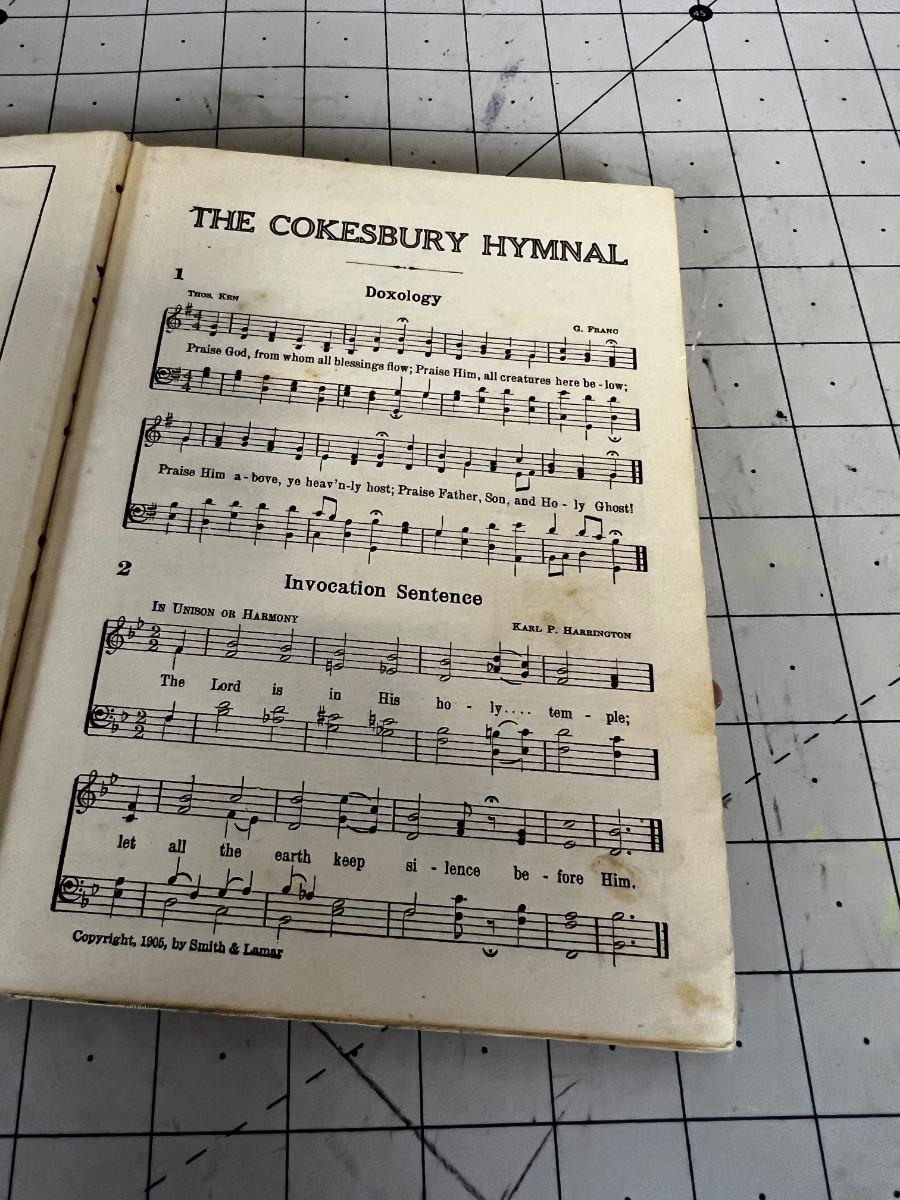 45
THE COKESBURY HYMNAL
1
Doxology
THOS. KEN
G. FRANC
Praise God, from whom all blessings flow; Praise Him, all creatures here be - low;
Praise Him a - bove, ye heav'n-ly host; Praise Father, Son, and Ho - ly Ghost!
2
Invocation Sentence
IN UNISON OR HARMONY
KARL P. HARRINGTON
The Lord is in His ho - ly.... tem - ple;
let all the earth keep si - lence be - fore Him.
Copyright, 1905, by Smith & Lamar